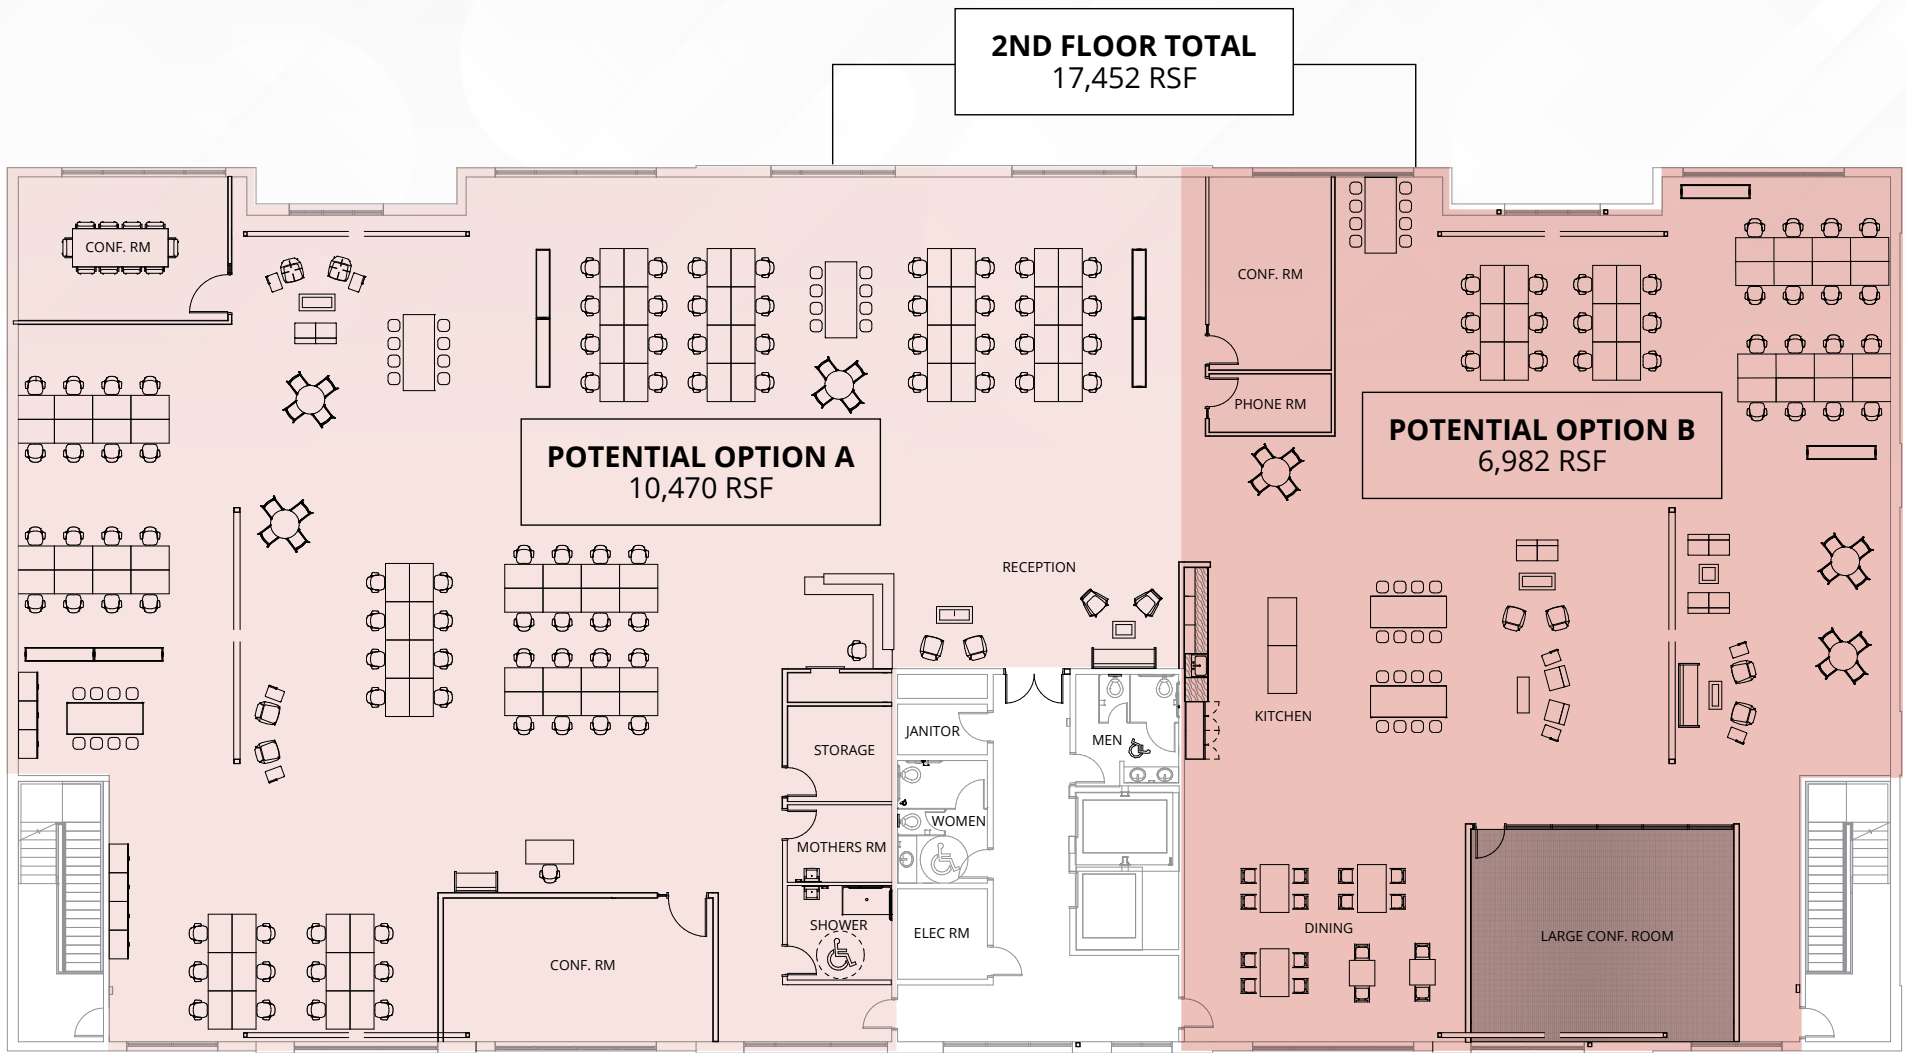 2ND FLOOR TOTAL
17,452 RSF
CONF. RM
CONF. RM
PHONE RM
POTENTIAL OPTION A
10,470 RSF
POTENTIAL OPTION B
6,982 RSF
RECEPTION
KITCHEN
STORAGE
JANITOR
MEN
WOMEN
MOTHERS RM
SHOWER
ELEC RM
DINING
LARGE CONF. ROOM
CONF. RM